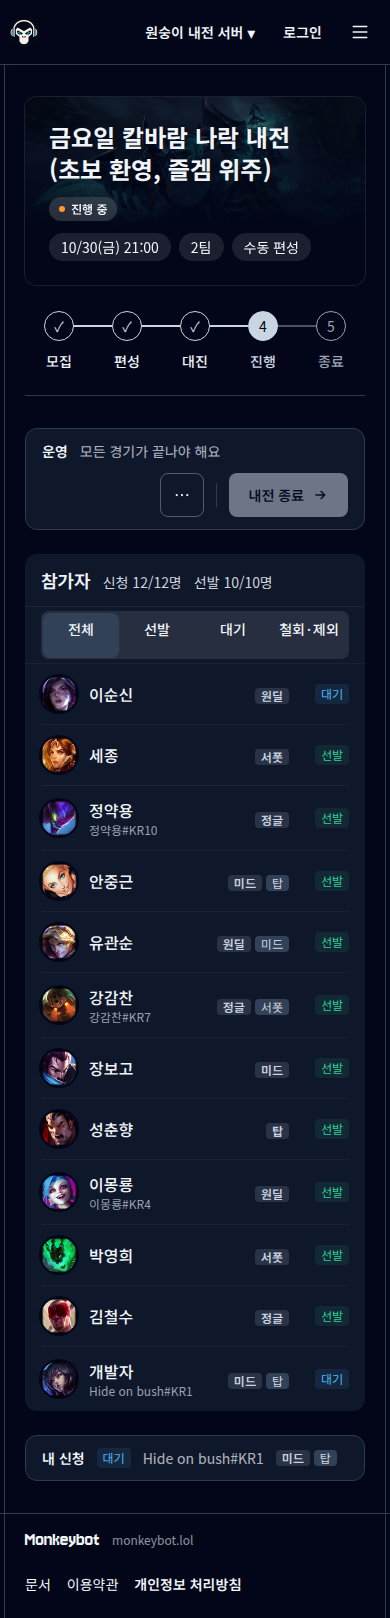 원숭이 내전 서버 ▾ 로그인
금요일 칼바람 나락 내전
(초보 환영, 즐겜 위주)
진행 중
10/30(금) 21:00 2팀 수동 편성
✓ ✓ ✓ 4 5
모집 편성 대진 진행 종료
운영 모든 경기가 끝나야 해요
··· 내전 종료 →
참가자 신청 12/12명 선발 10/10명
전체 선발 대기 철회·제외
이순신 원딜 대기
세종 서폿 선발
정약용 정글 선발
정약용#KR10
안중근 미드 탑 선발
유관순 원딜 미드 선발
강감찬 정글 서폿 선발
강감찬#KR7
장보고 미드 선발
성춘향 탑 선발
이몽룡 원딜 선발
이몽룡#KR4
박영희 서폿 선발
김철수 정글 선발
개발자 미드 탑 대기
Hide on bush#KR1
내 신청 대기 Hide on bush#KR1 미드 탑
Monkeybot monkeybot.lol
문서 이용약관 개인정보 처리방침